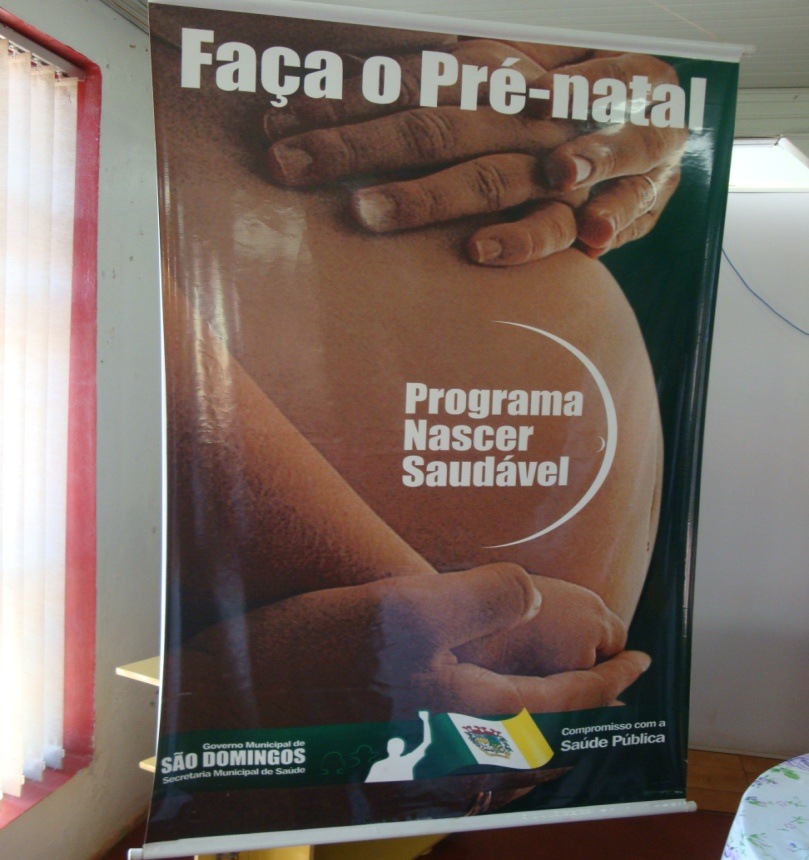 Faça o Pré-natal
Programa
Nascer
Saudável
Governo Municipal de
SÃO DOMINGOS
Secretaria Municipal de Saúde
Compromisso com a
Saúde Pública